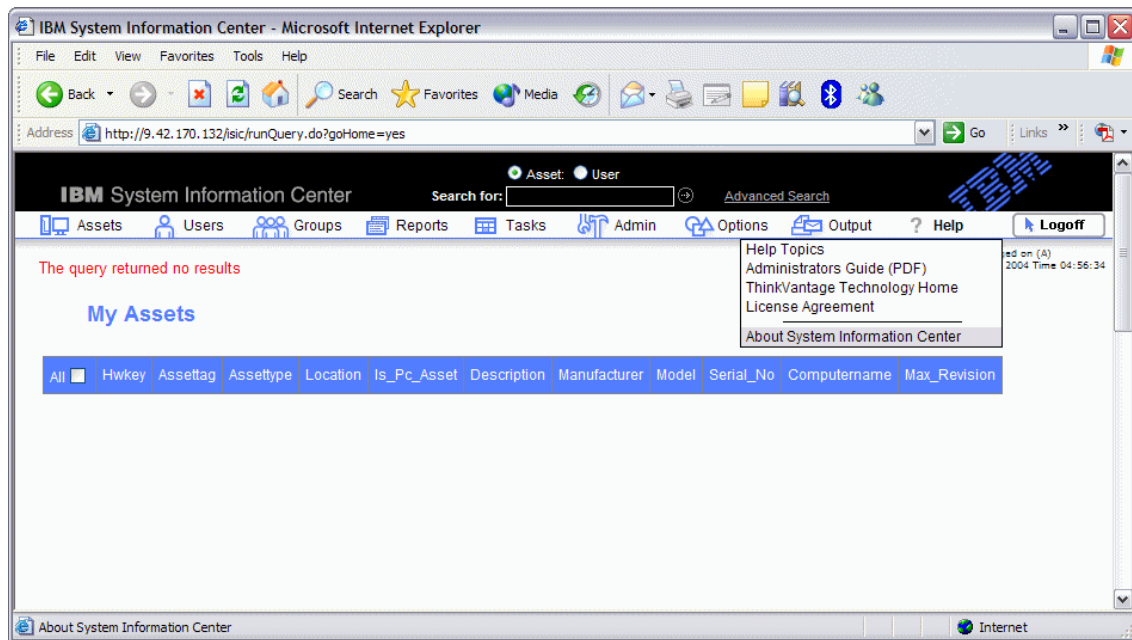 IBM System Information Center - Microsoft Internet Explorer
File Edit View Favorites Tools Help
Back Search Favorites Media
Address http://9.42.170.132/isic/runQuery.do?goHome=yes Go Links »
Asset: User
IBM System Information Center Search for: Advanced Search IBM
Assets Users Groups Reports Tasks Admin Options Output ? Help Logoff
Help Topics
Administrators Guide (PDF)
ThinkVantage Technology Home
License Agreement
About System Information Center
on (A)
2004 Time 04:56:34
The query returned no results
My Assets
All Hwkey Assettag Assettype Location Is_Pc_Asset Description Manufacturer Model Serial_No Computername Max_Revision
About System Information Center Internet